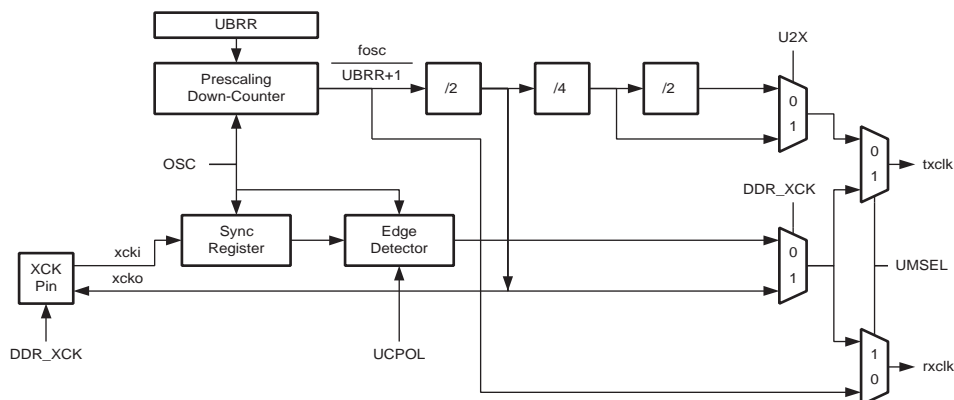 UBRR
fosc
U2X
Prescaling
Down-Counter
UBRR+1
/2
/4
/2
0
1
OSC
0
1
txclk
DDR_XCK
Sync
Register
Edge
Detector
0
1
xcki
XCK
Pin
xcko
UMSEL
DDR_XCK
UCPOL
1
0
rxclk